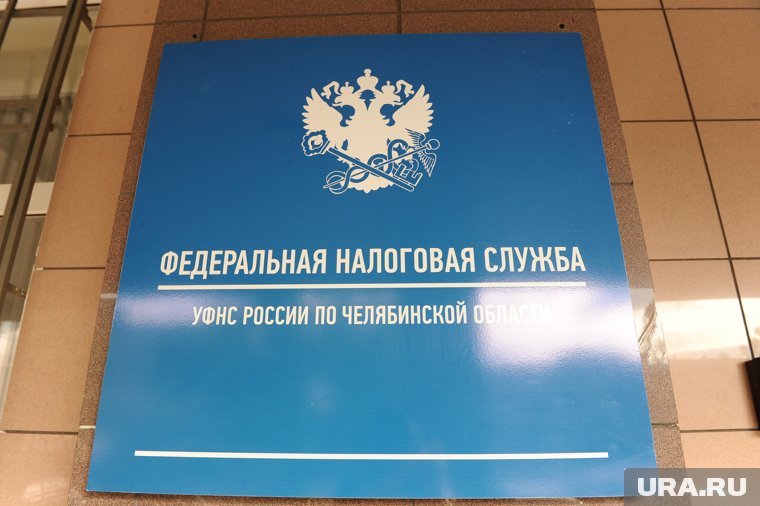 ФЕДЕРАЛЬНАЯ НАЛОГОВАЯ СЛУЖБА
УФНС РОССИИ ПО ЧЕЛЯБИНСКОЙ ОБЛАСТИ
URA.RU